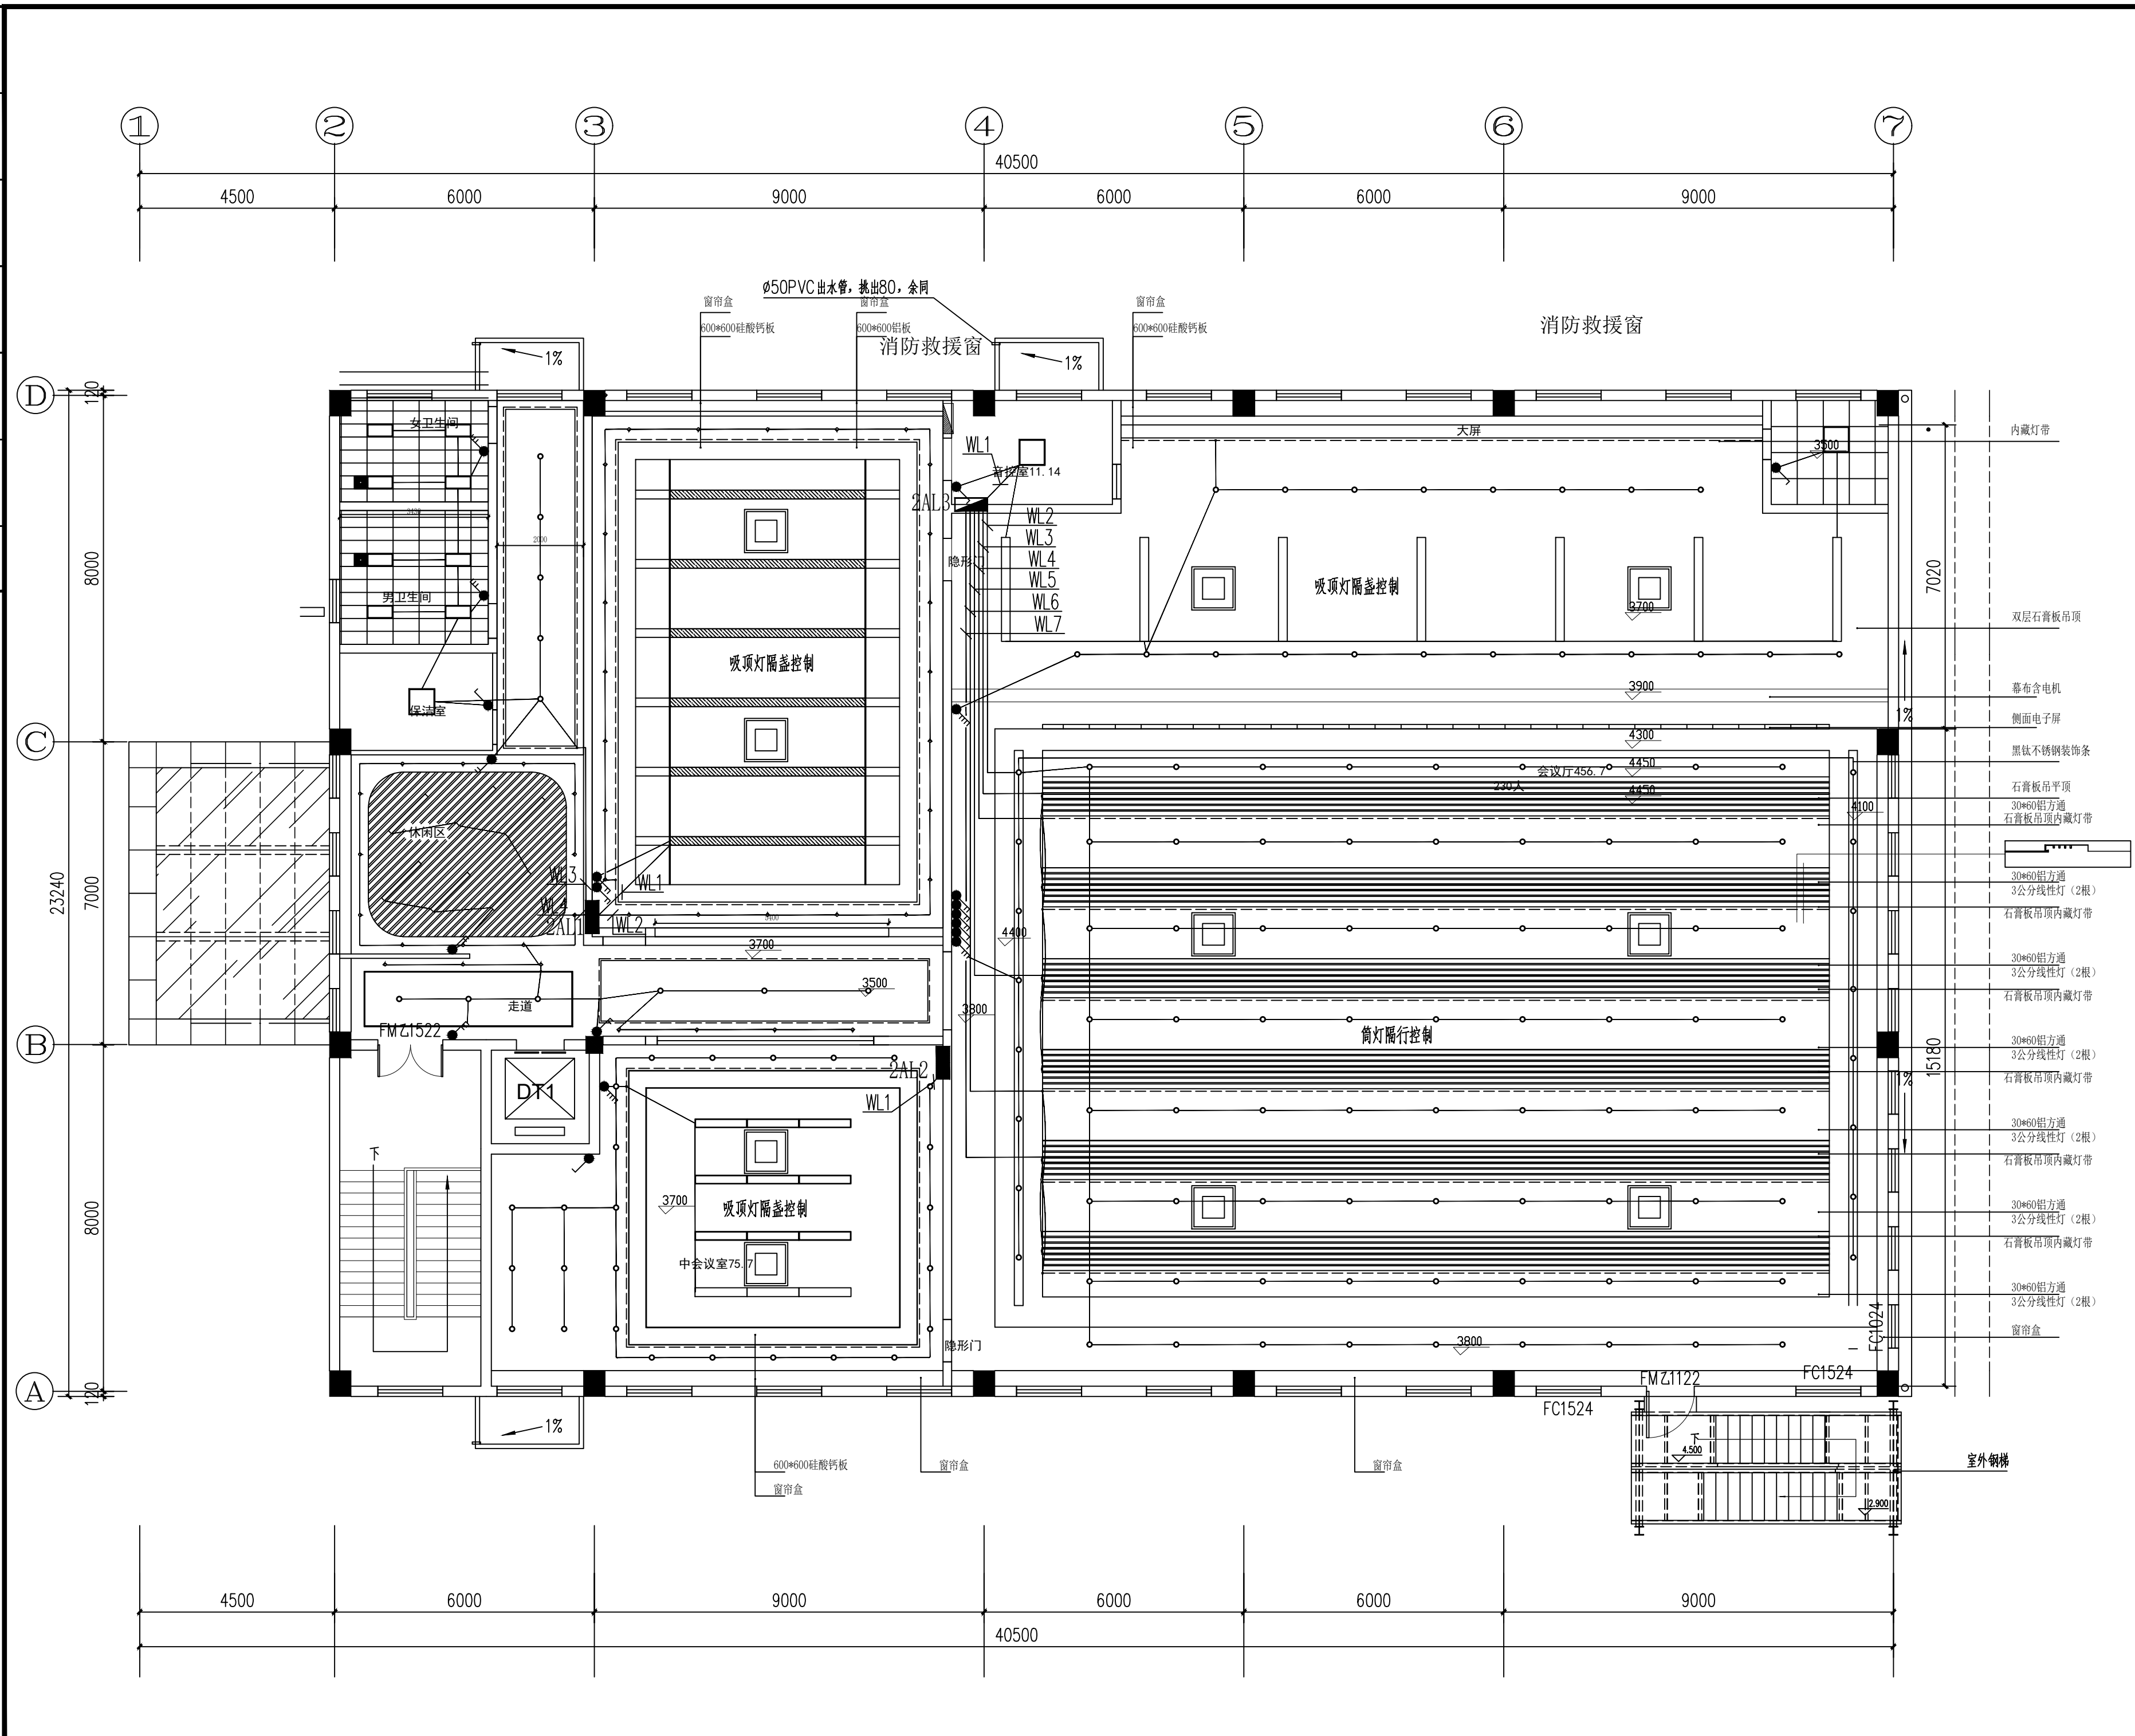 ① ② ③ ④ ⑤ ⑥ ⑦
40500
4500 6000 9000 6000 6000 9000
ø50PVC出水管，挑出80，余同
窗帘盒 窗帘盒 窗帘盒
600*600硅酸钙板 600*600铝板 600*600硅酸钙板
消防救援窗
消防救援窗
1% 1%
D
120
女卫生间
大屏
内藏灯带
WL1
3500
音控室11.14
2AL3
WL2
2000
WL3
隐形门
WL4
8000
WL5
吸顶灯隔盏控制
7020
男卫生间
WL6
3700
双层石膏板吊顶
WL7
吸顶灯隔盏控制
3900
幕布含电机
保洁室
1%
侧面电子屏
C
4300
黑钛不锈钢装饰条
会议厅456.7
4450
230人
4450
石膏板吊平顶
4100
30*60铝方通
石膏板吊顶内藏灯带
休闲区
23240
7000
WL3
WL1
30*60铝方通
3公分线性灯（2根）
WL4
2AL1
WL2
石膏板吊顶内藏灯带
4400
3700
30*60铝方通
3公分线性灯（2根）
3500
石膏板吊顶内藏灯带
走道
3800
FM乙1522
筒灯隔行控制
B
30*60铝方通
3公分线性灯（2根）
15180
2AL2
石膏板吊顶内藏灯带
1%
DT1
WL1
30*60铝方通
3公分线性灯（2根）
下
石膏板吊顶内藏灯带
3700
吸顶灯隔盏控制
8000
30*60铝方通
3公分线性灯（2根）
石膏板吊顶内藏灯带
中会议室75.7
30*60铝方通
3公分线性灯（2根）
FC1024
窗帘盒
隐形门
3800
A
120
FM乙1122
FC1524
FC1524
1%
下
4.500
600*600硅酸钙板
窗帘盒
窗帘盒
室外钢梯
窗帘盒
2.900
4500 6000 9000 6000 6000 9000
40500